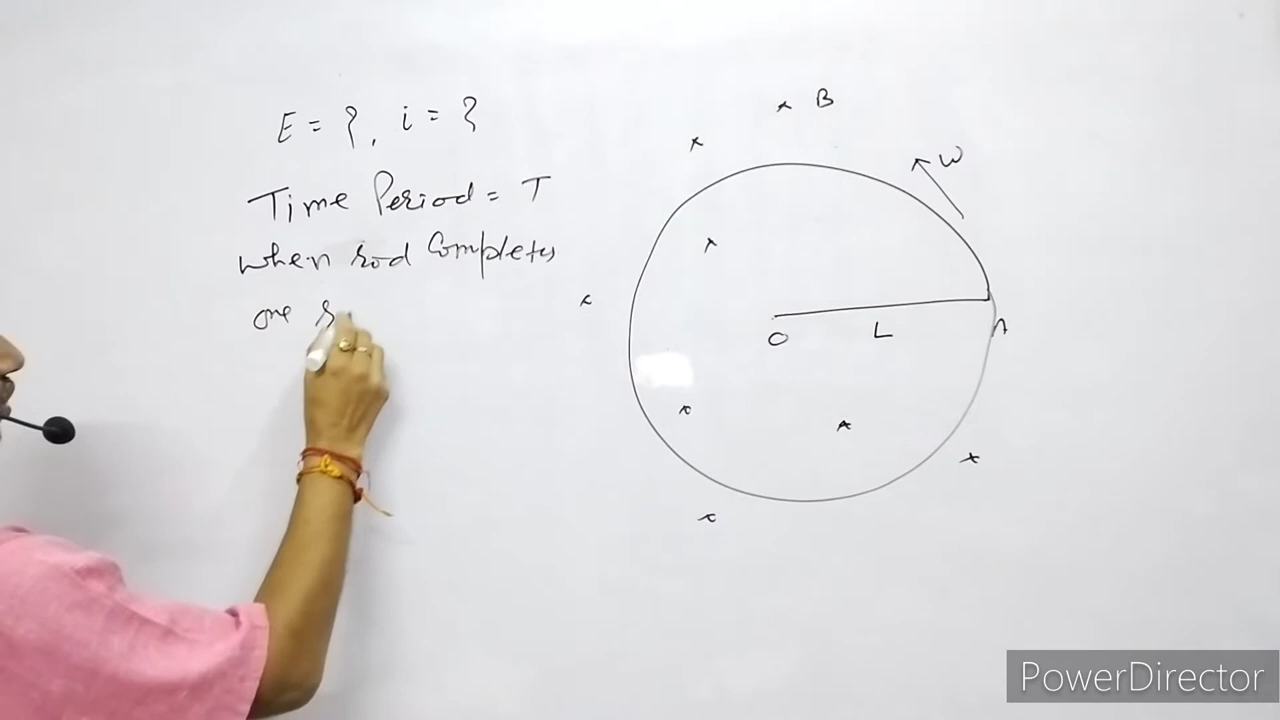 E = ?, i = ?
Time Period = T
when rod Completes
one
B
ω
O
L
A
PowerDirector